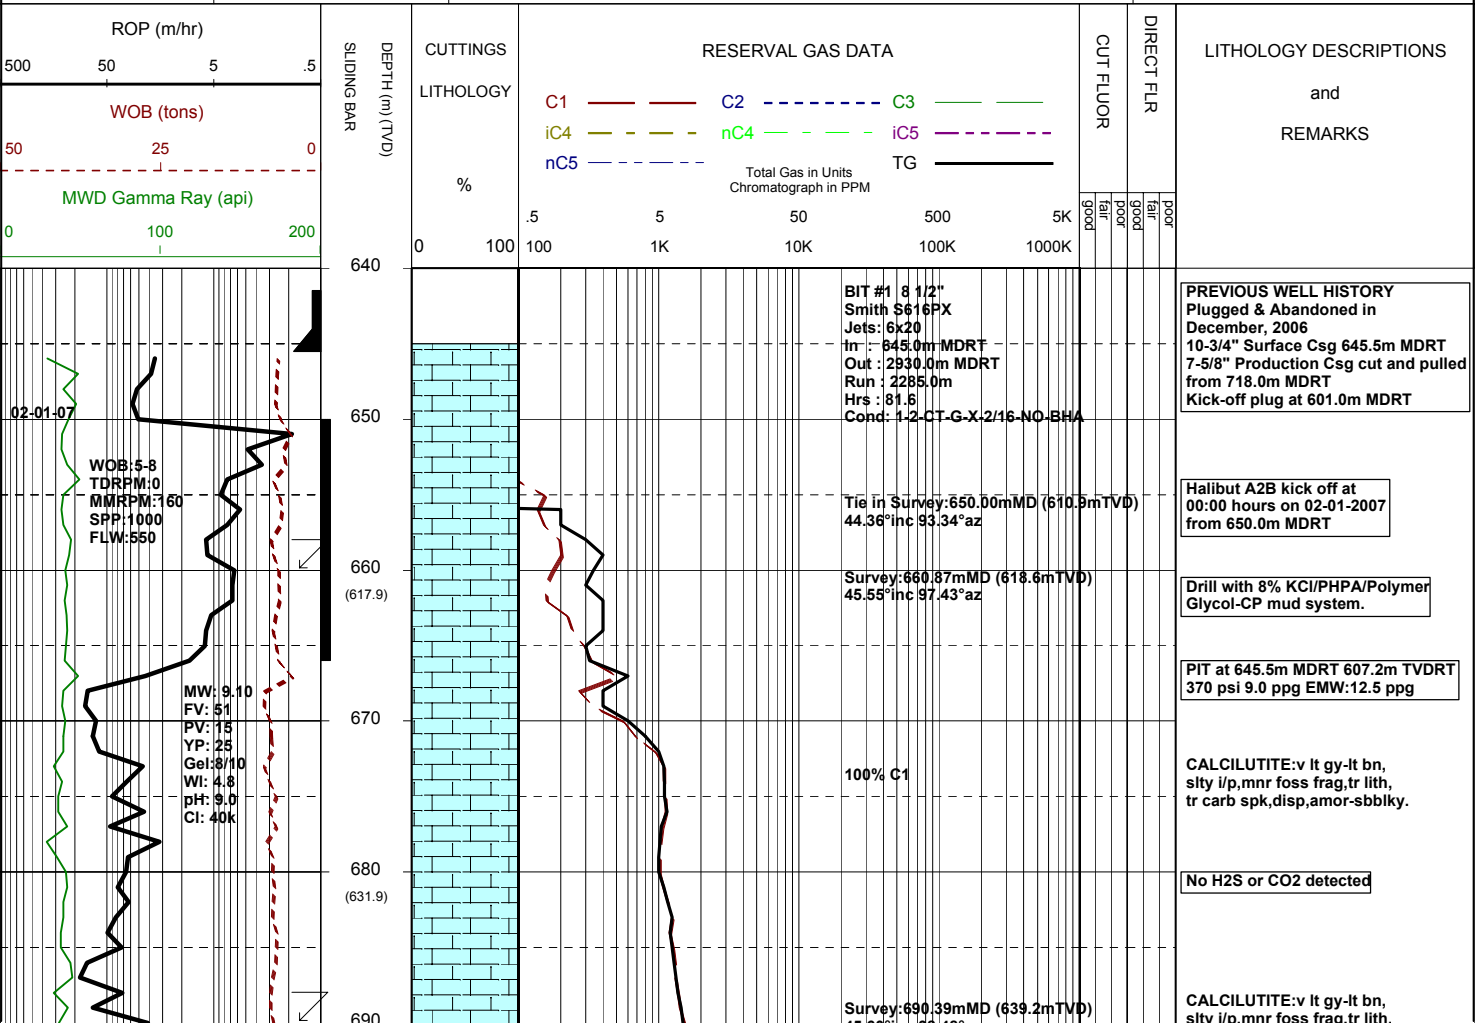 ROP (m/hr)
500 50 5 .5
WOB (tons)
50 25 0
MWD Gamma Ray (api)
0 100 200
SLIDING BAR
DEPTH (m) (TVD)
CUTTINGS
LITHOLOGY
%
0 100
RESERVAL GAS DATA
C1 C2 C3
iC4 nC4 iC5
nC5 TG
Total Gas in Units
Chromatograph in PPM
.5 5 50 500 5K
100 1K 10K 100K 1000K
CUT FLUOR
DIRECT FLR
good
fair
poor
good
fair
poor
LITHOLOGY DESCRIPTIONS
and
REMARKS
640
650
660
(617.9)
670
680
(631.9)
690
02-01-07
WOB:5-8
TDRPM:0
MMRPM:160
SPP:1000
FLW:550
MW: 9.10
FV: 51
PV: 15
YP: 25
Gel:8/10
Wl: 4.8
pH: 9.0
Cl: 40k
BIT #1 8 1/2"
Smith S616PX
Jets: 6x20
In : 645.0m MDRT
Out : 2930.0m MDRT
Run : 2285.0m
Hrs : 81.6
Cond: 1-2-CT-G-X-2/16-NO-BHA
Tie in Survey:650.00mMD (610.9mTVD)
44.36°inc 93.34°az
Survey:660.87mMD (618.6mTVD)
45.55°inc 97.43°az
100% C1
Survey:690.39mMD (639.2mTVD)
PREVIOUS WELL HISTORY
Plugged & Abandoned in
December, 2006
10-3/4" Surface Csg 645.5m MDRT
7-5/8" Production Csg cut and pulled
from 718.0m MDRT
Kick-off plug at 601.0m MDRT
Halibut A2B kick off at
00:00 hours on 02-01-2007
from 650.0m MDRT
Drill with 8% KCl/PHPA/Polymer
Glycol-CP mud system.
PIT at 645.5m MDRT 607.2m TVDRT
370 psi 9.0 ppg EMW:12.5 ppg
CALCILUTITE:v lt gy-lt bn,
slty i/p,mnr foss frag,tr lith,
tr carb spk,disp,amor-sbblky.
No H2S or CO2 detected
CALCILUTITE:v lt gy-lt bn,
slty i/p,mnr foss frag,tr lith,